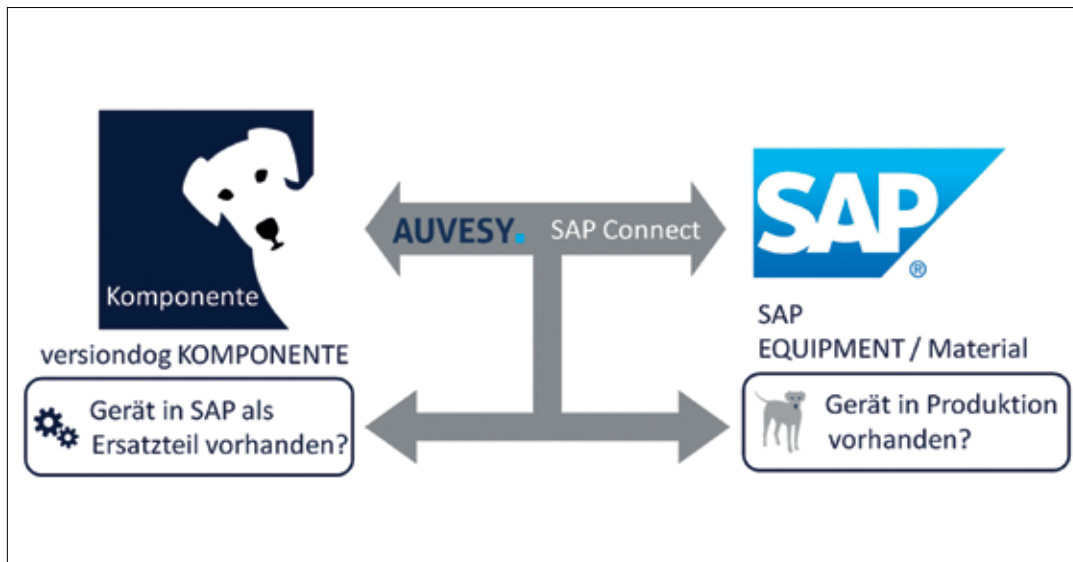 Komponente
versiondog KOMPONENTE
Gerät in SAP als
Ersatzteil vorhanden?
AUVESY. SAP Connect
SAP
®
SAP
EQUIPMENT / Material
Gerät in Produktion
vorhanden?